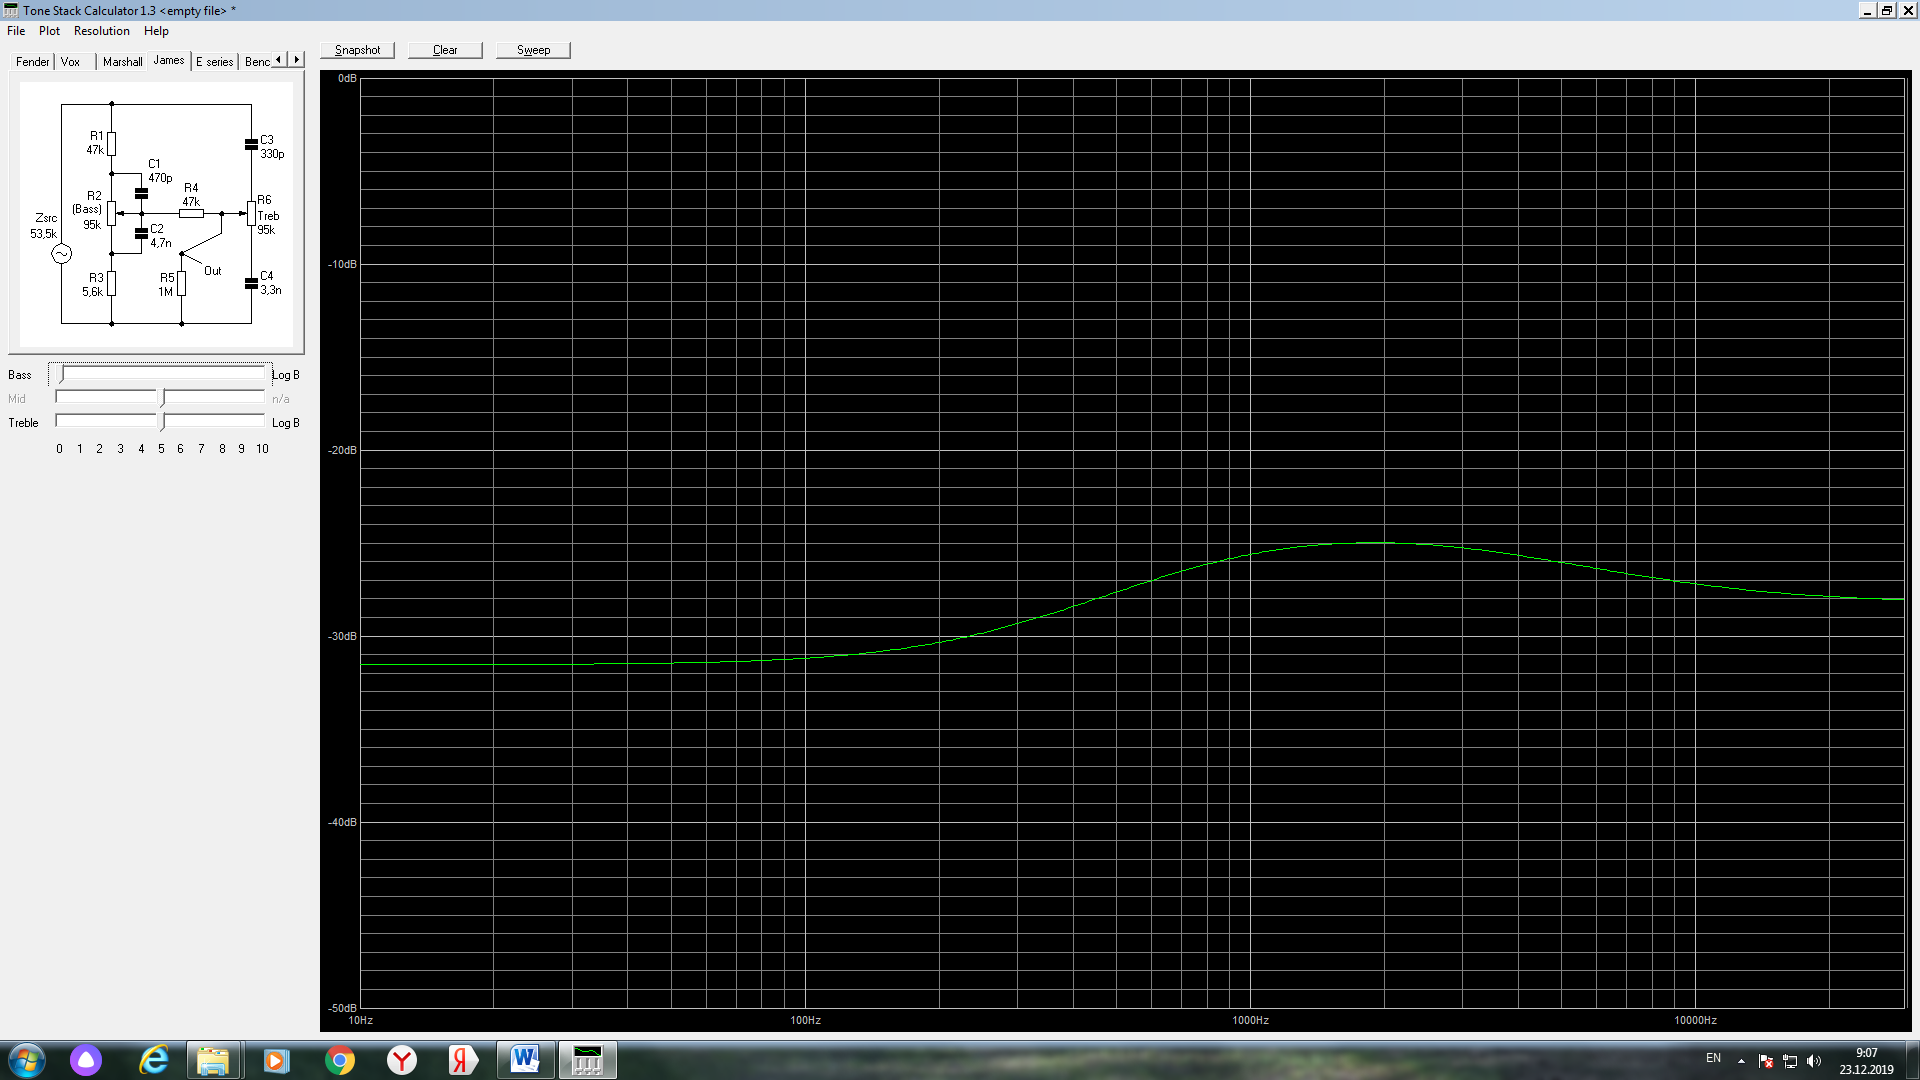 Tone Stack Calculator 1.3 <empty file> *
File Plot Resolution Help
Snapshot Clear Sweep
Fender Vox Marshall James E series Benc
R1
47k
C1
470p
R2
(Bass)
95k
R4
47k
C2
4,7n
C3
330p
R6
Treb
95k
Zsrc
53,5k
Out
R3
5,6k
R5
1M
C4
3,3n
Bass Log B
Mid n/a
Treble Log B
0 1 2 3 4 5 6 7 8 9 10
0dB
-10dB
-20dB
-30dB
-40dB
-50dB
10Hz 100Hz 1000Hz 10000Hz
EN
9:07
23.12.2019